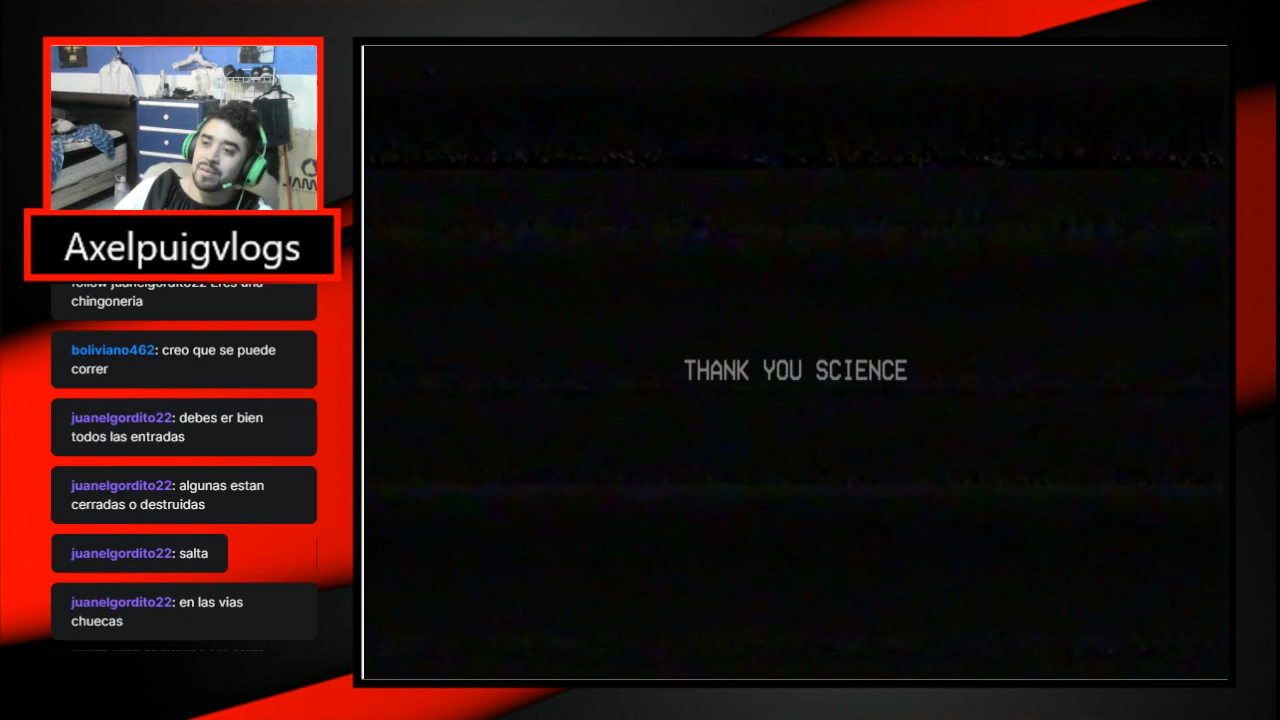 Axelpuigvlogs
chingoneria
boliviano462: creo que se puede
correr
juanelgordito22: debes er bien
todos las entradas
juanelgordito22: algunas estan
cerradas o destruidas
juanelgordito22: salta
juanelgordito22: en las vias
chuecas
THANK YOU SCIENCE